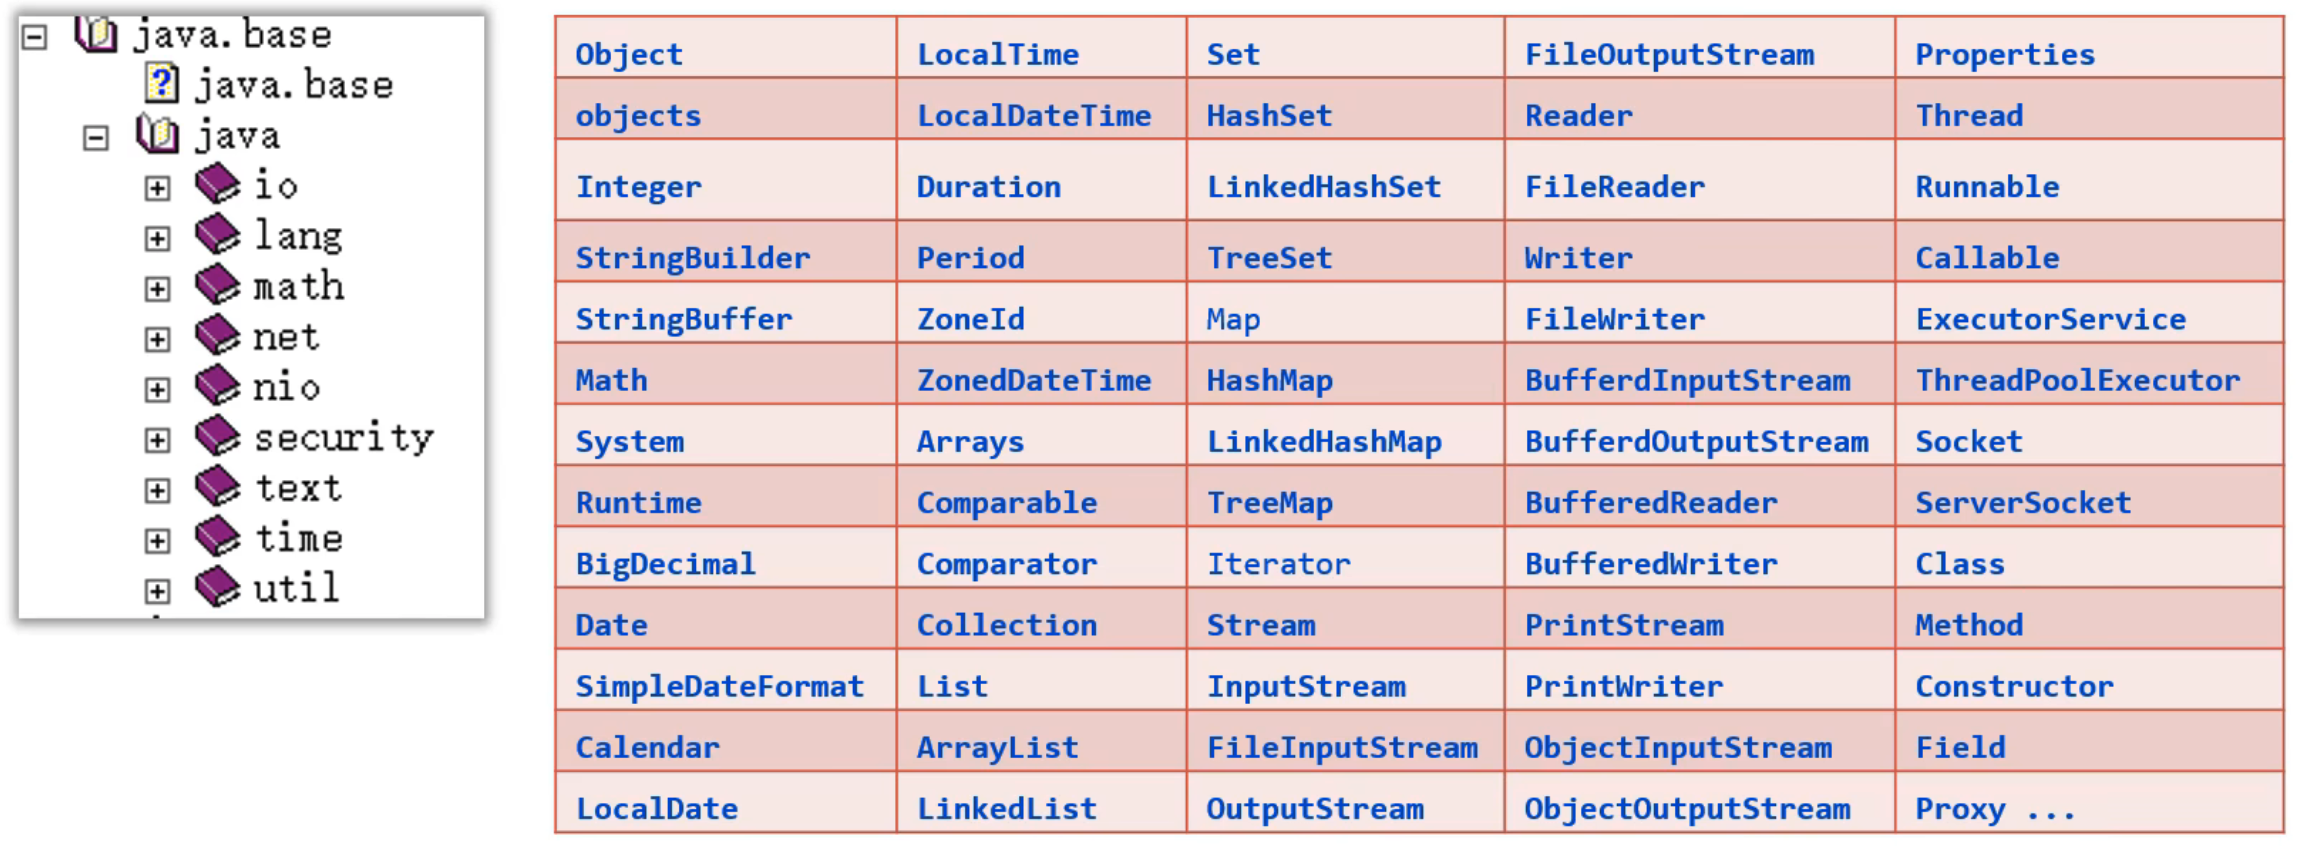 java.base
java.base
java
io
lang
math
net
nio
security
text
time
util
Object LocalTime Set FileOutputStream Properties
objects LocalDateTime HashSet Reader Thread
Integer Duration LinkedHashSet FileReader Runnable
StringBuilder Period TreeSet Writer Callable
StringBuffer ZoneId Map FileWriter ExecutorService
Math ZonedDateTime HashMap BufferdInputStream ThreadPoolExecutor
System Arrays LinkedHashMap BufferdOutputStream Socket
Runtime Comparable TreeMap BufferedReader ServerSocket
BigDecimal Comparator Iterator BufferedWriter Class
Date Collection Stream PrintStream Method
SimpleDateFormat List InputStream PrintWriter Constructor
Calendar ArrayList FileInputStream ObjectInputStream Field
LocalDate LinkedList OutputStream ObjectOutputStream Proxy ...